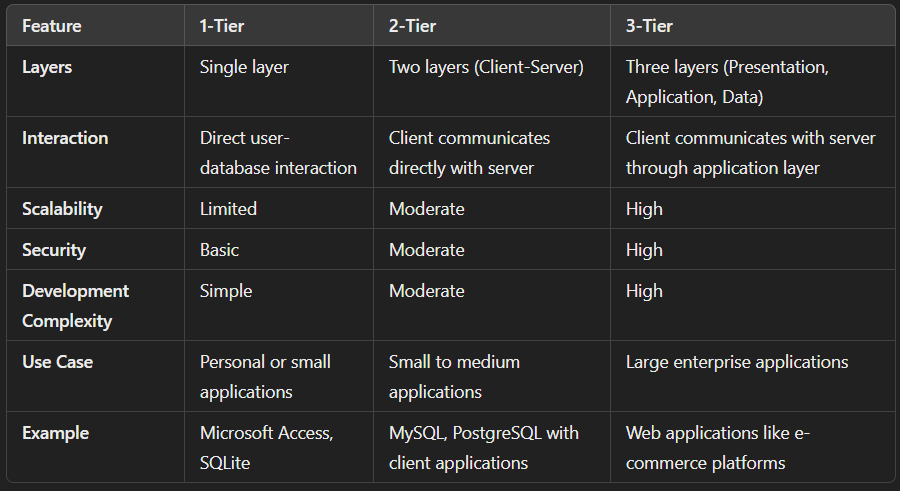 Feature 1-Tier 2-Tier 3-Tier
Layers Single layer Two layers (Client-Server) Three layers (Presentation,
Application, Data)
Interaction Direct user- Client communicates Client communicates with server
database interaction directly with server through application layer
Scalability Limited Moderate High
Security Basic Moderate High
Development Simple Moderate High
Complexity
Use Case Personal or small Small to medium Large enterprise applications
applications applications
Example Microsoft Access, MySQL, PostgreSQL with Web applications like e-
SQLite client applications commerce platforms